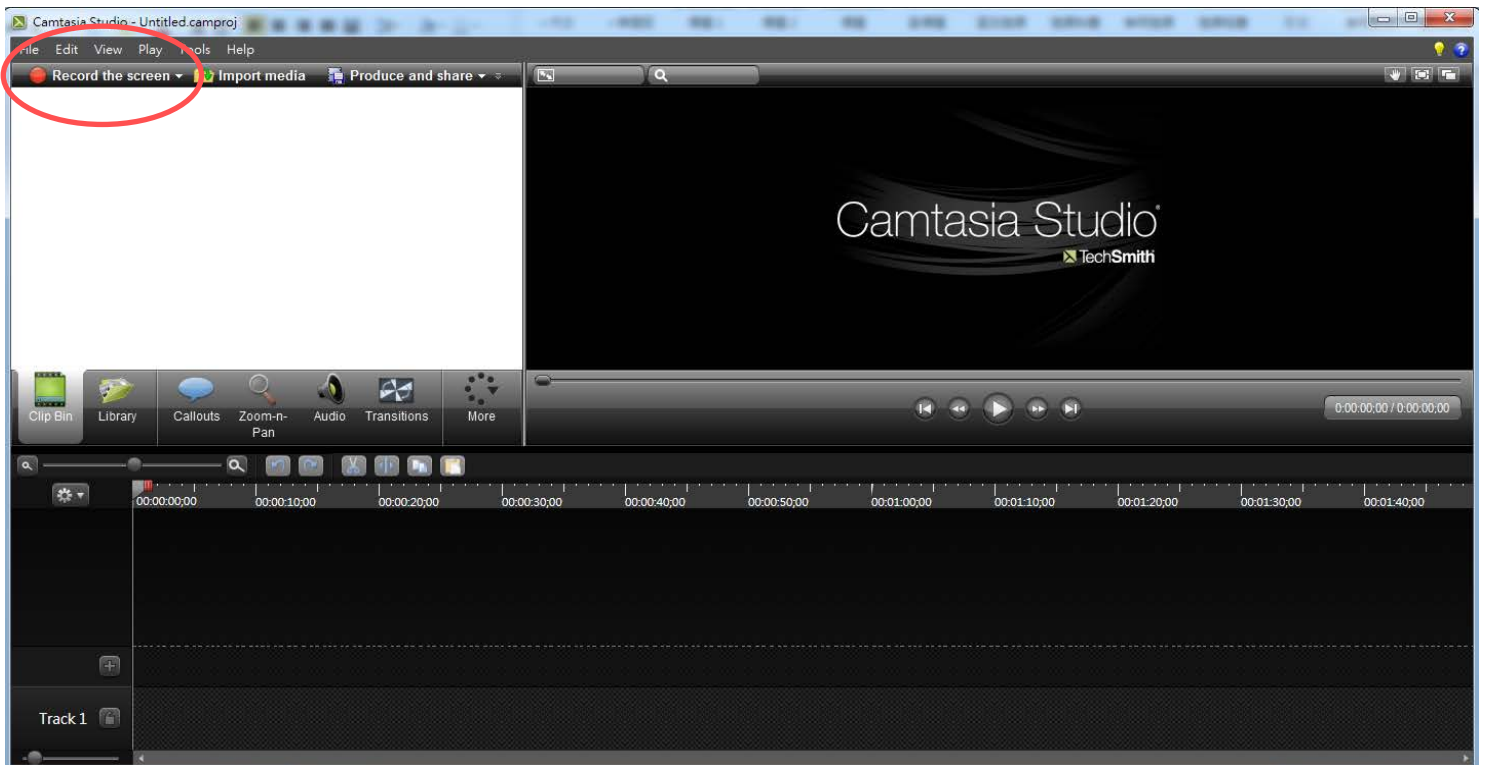 Camtasia Studio - Untitled.camproj
File Edit View Play Tools Help
Record the screen Import media Produce and share
Camtasia Studio
TechSmith
Clip Bin Library Callouts Zoom-n-Pan Audio Transitions More
0:00:00;00 / 0:00:00;00
00:00:00;00 00:00:10;00 00:00:20;00 00:00:30;00 00:00:40;00 00:00:50;00 00:01:00;00 00:01:10;00 00:01:20;00 00:01:30;00 00:01:40;00
Track 1